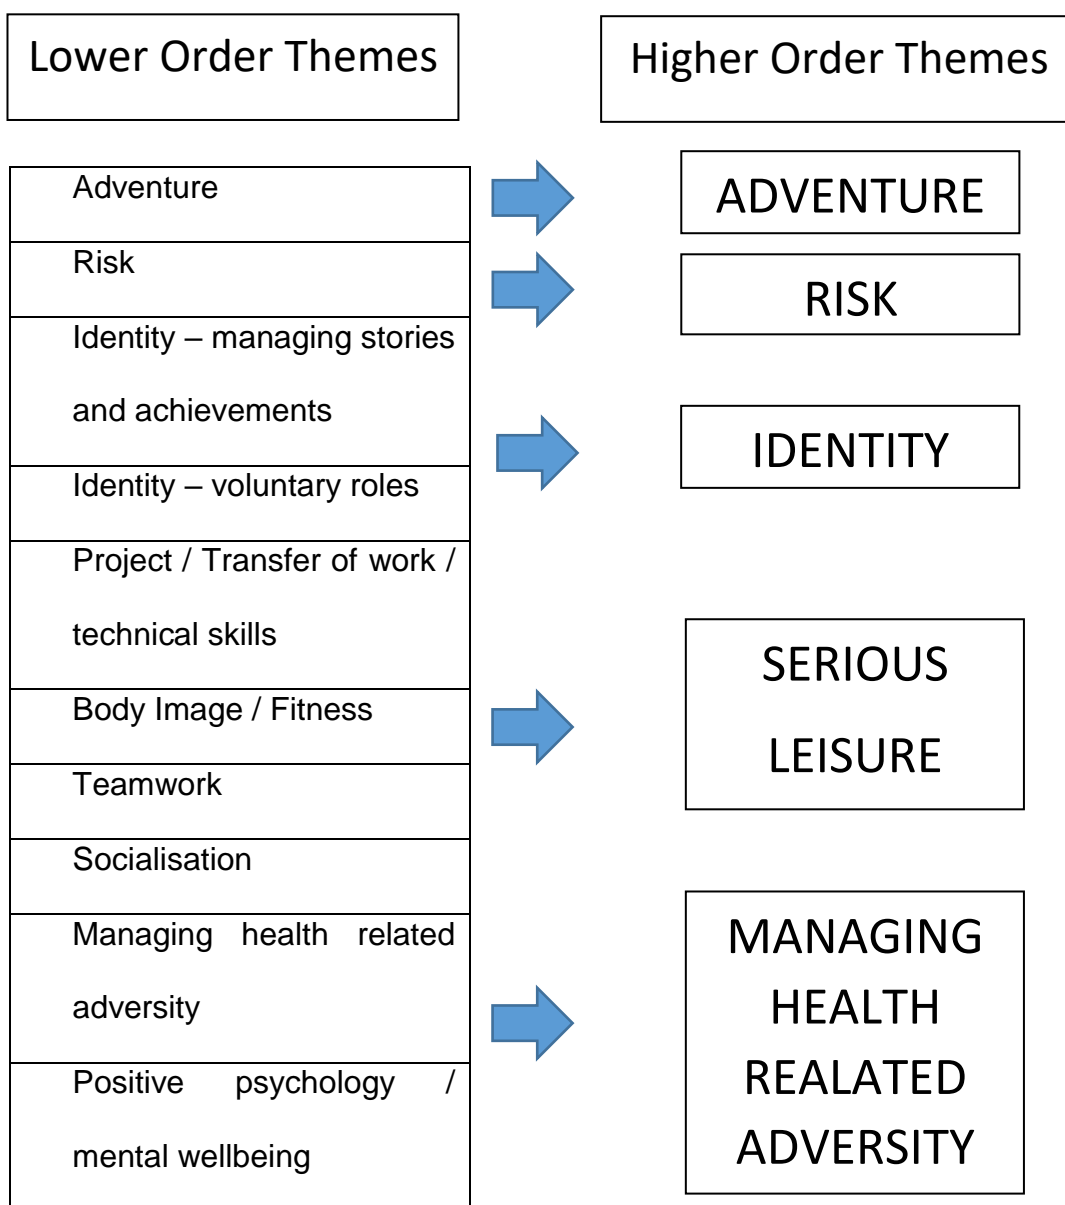 Lower Order Themes
Higher Order Themes
Adventure
ADVENTURE
Risk
RISK
Identity – managing stories
and achievements
IDENTITY
Identity – voluntary roles
Project / Transfer of work /
technical skills
SERIOUS
LEISURE
Body Image / Fitness
Teamwork
Socialisation
Managing health related
adversity
MANAGING
HEALTH
REALATED
ADVERSITY
Positive psychology /
mental wellbeing